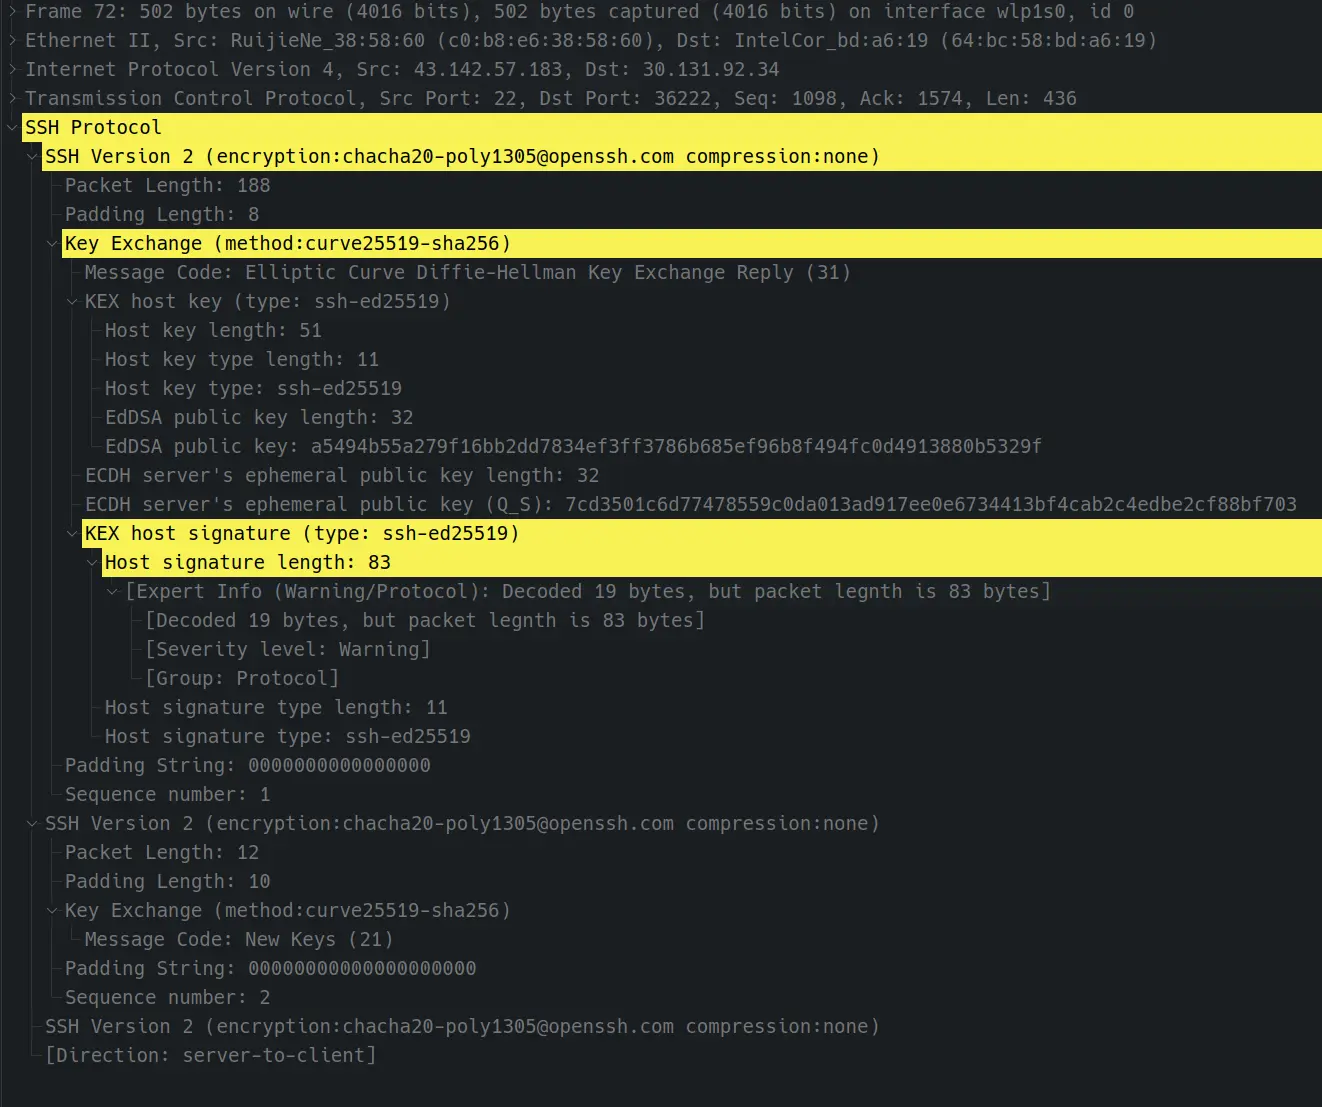 Frame 72: 502 bytes on wire (4016 bits), 502 bytes captured (4016 bits) on interface wlp1s0, id 0
Ethernet II, Src: RuijieNe_38:58:60 (c0:b8:e6:38:58:60), Dst: IntelCor_bd:a6:19 (64:bc:58:bd:a6:19)
Internet Protocol Version 4, Src: 43.142.57.183, Dst: 30.131.92.34
Transmission Control Protocol, Src Port: 22, Dst Port: 36222, Seq: 1098, Ack: 1574, Len: 436
SSH Protocol
SSH Version 2 (encryption:chacha20-poly1305@openssh.com compression:none)
Packet Length: 188
Padding Length: 8
Key Exchange (method:curve25519-sha256)
Message Code: Elliptic Curve Diffie-Hellman Key Exchange Reply (31)
KEX host key (type: ssh-ed25519)
Host key length: 51
Host key type length: 11
Host key type: ssh-ed25519
EdDSA public key length: 32
EdDSA public key: a5494b55a279f16bb2dd7834ef3ff3786b685ef96b8f494fc0d4913880b5329f
ECDH server's ephemeral public key length: 32
ECDH server's ephemeral public key (Q_S): 7cd3501c6d77478559c0da013ad917ee0e6734413bf4cab2c4edbe2cf88bf703
KEX host signature (type: ssh-ed25519)
Host signature length: 83
[Expert Info (Warning/Protocol): Decoded 19 bytes, but packet legnth is 83 bytes]
[Decoded 19 bytes, but packet legnth is 83 bytes]
[Severity level: Warning]
[Group: Protocol]
Host signature type length: 11
Host signature type: ssh-ed25519
Padding String: 0000000000000000
Sequence number: 1
SSH Version 2 (encryption:chacha20-poly1305@openssh.com compression:none)
Packet Length: 12
Padding Length: 10
Key Exchange (method:curve25519-sha256)
Message Code: New Keys (21)
Padding String: 00000000000000000000
Sequence number: 2
SSH Version 2 (encryption:chacha20-poly1305@openssh.com compression:none)
[Direction: server-to-client]